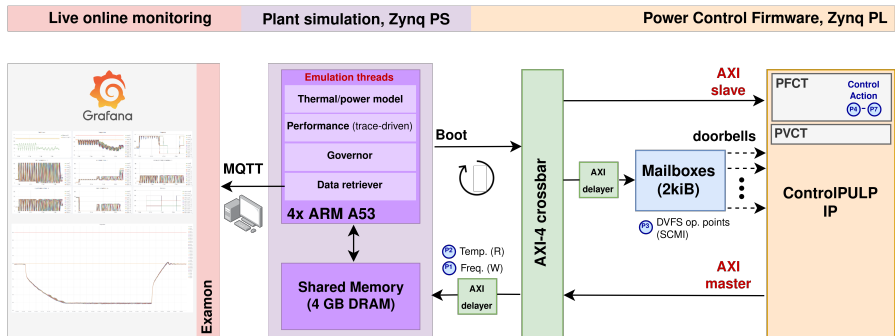 Live online monitoring
Plant simulation, Zynq PS
Power Control Firmware, Zynq PL
Grafana
Examon
MQTT
Emulation threads
Thermal/power model
Performance (trace-driven)
Governor
Data retriever
4x ARM A53
Shared Memory
(4 GB DRAM)
Boot
P2 Temp. (R)
P1 Freq. (W)
AXI
delayer
AXI-4 crossbar
AXI
slave
AXI
delayer
Mailboxes
(2kiB)
doorbells
P3 DVFS op. points
(SCMI)
AXI
master
PFCT
Control
Action
P4 - P7
PVCT
ControlPULP
IP